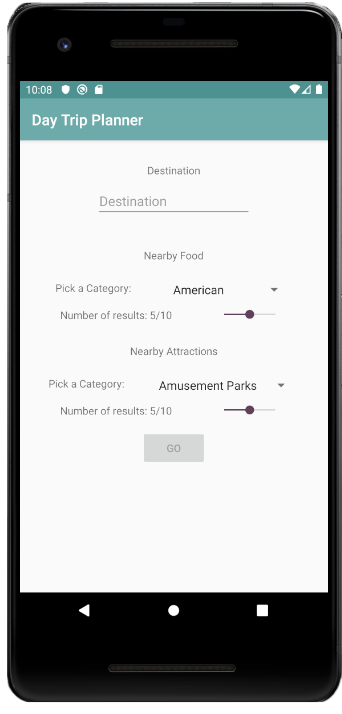 10:08
Day Trip Planner
Destination
Destination
Nearby Food
Pick a Category: American
Number of results: 5/10
Nearby Attractions
Pick a Category: Amusement Parks
Number of results: 5/10
GO